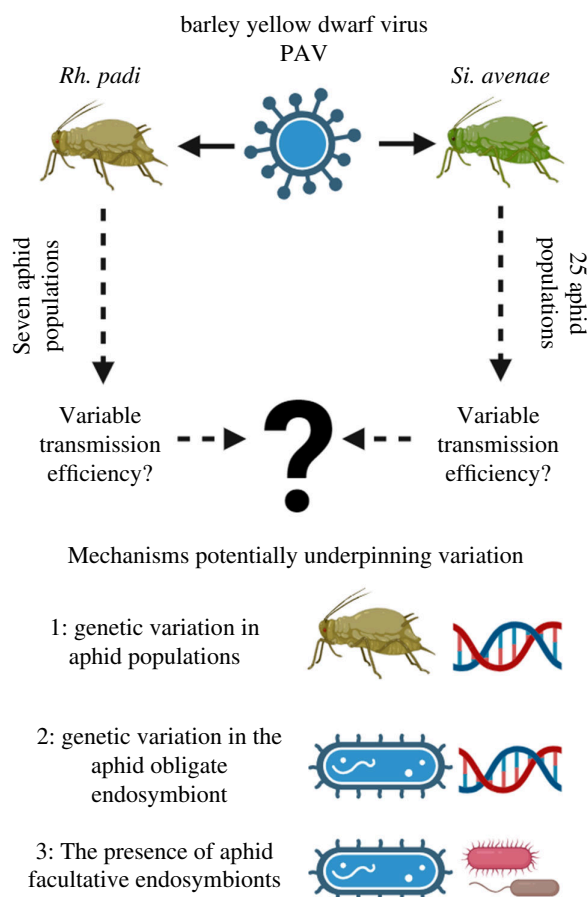 barley yellow dwarf virus
PAV
Rh. padi
Si. avenae
Seven aphid
populations
25 aphid
populations
Variable
transmission
efficiency?
?
Variable
transmission
efficiency?
Mechanisms potentially underpinning variation
1: genetic variation in
aphid populations
2: genetic variation in the
aphid obligate
endosymbiont
3: The presence of aphid
facultative endosymbionts